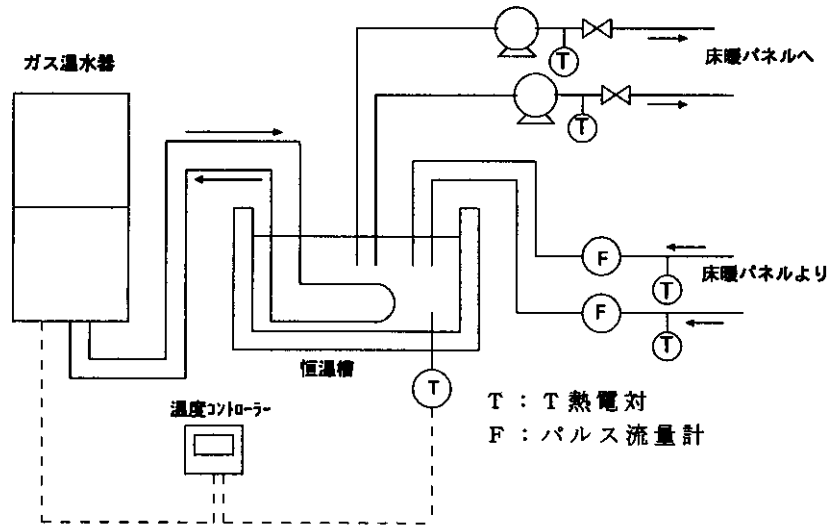 ガス温水器
T
床暖パネルへ
T
F
床暖パネルより
T
F
T
恒温槽
T
T : T熱電対
F : パルス流量計
温度コントローラー